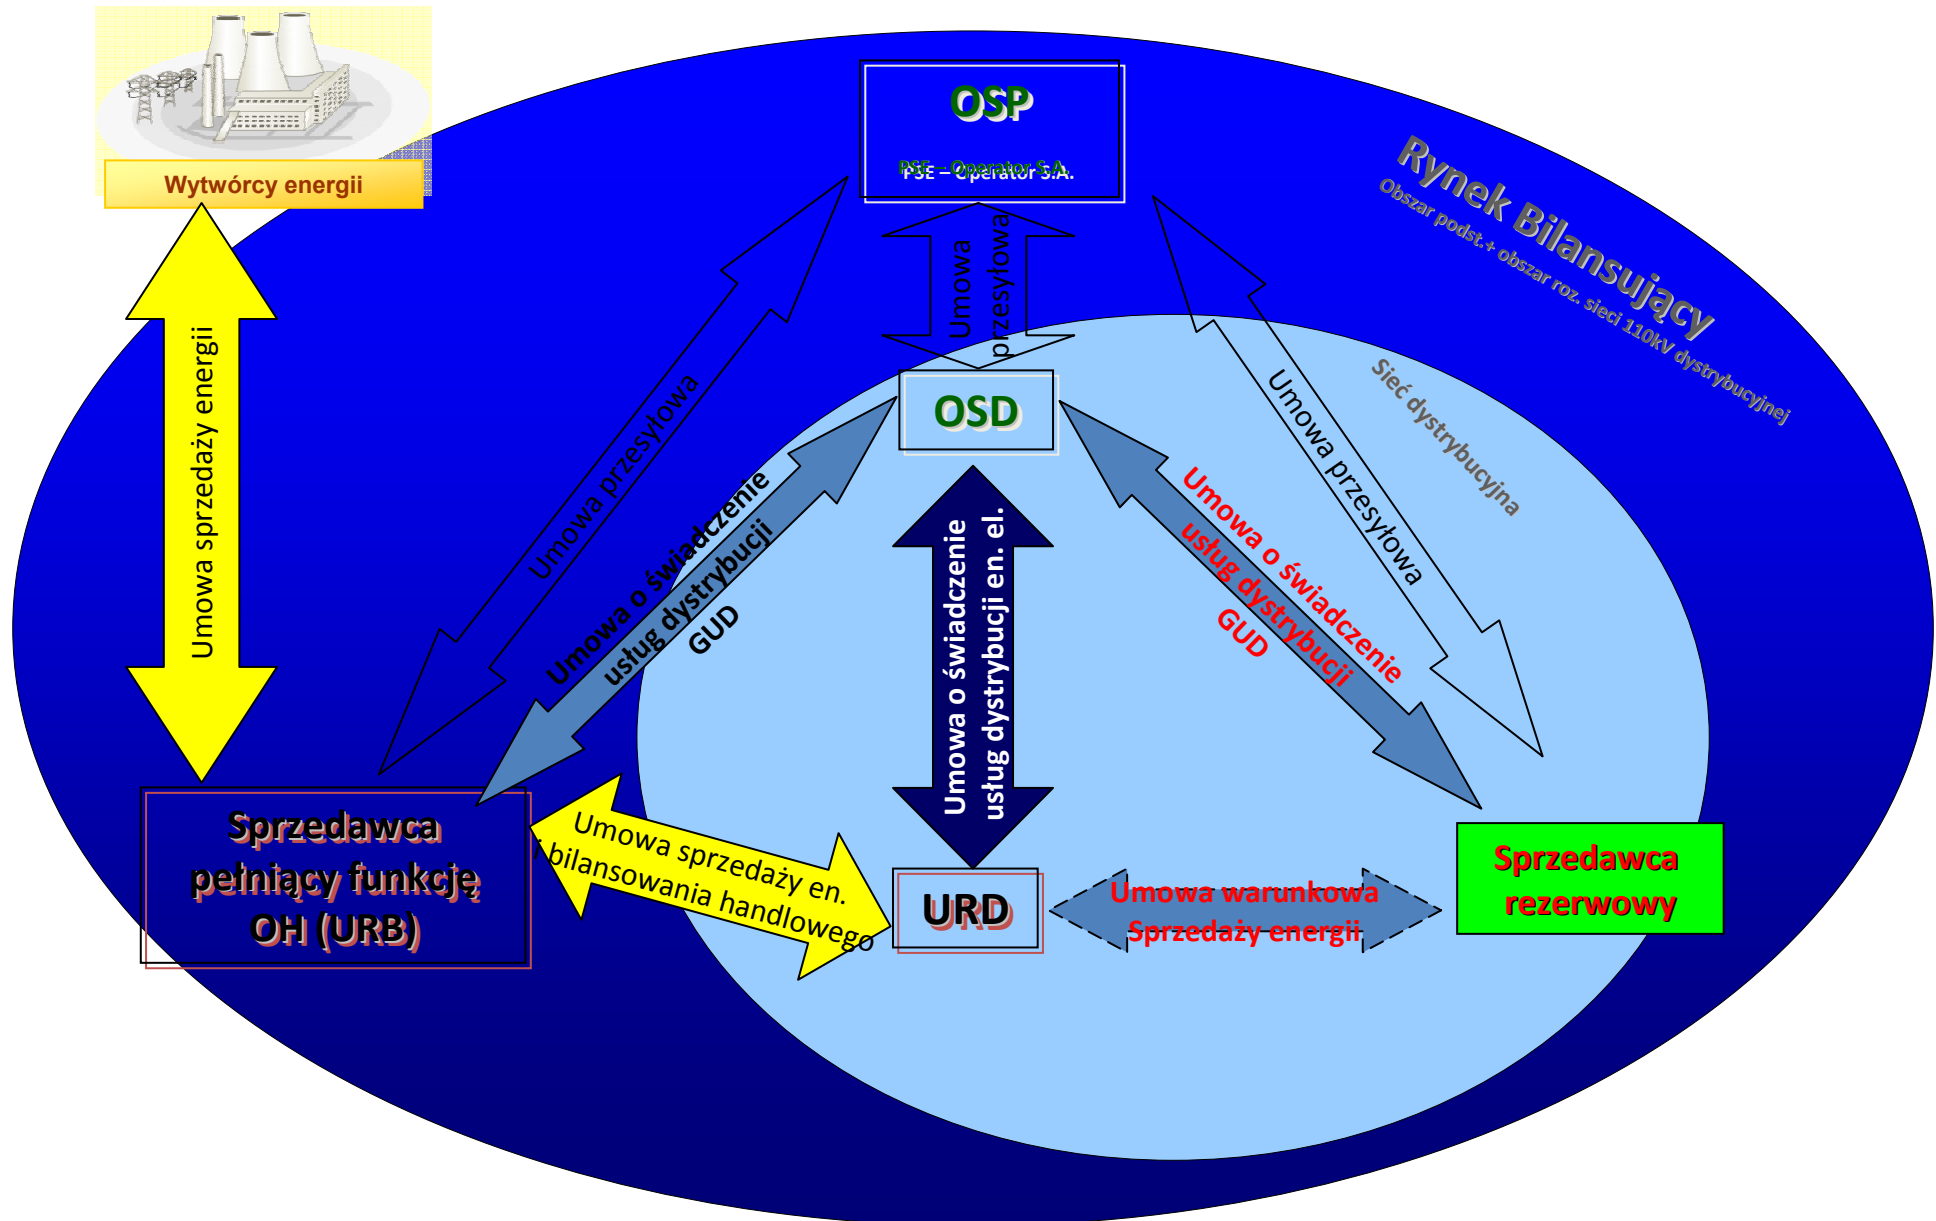 Wytwórcy energii
OSP
PSE – Operator S.A.
Rynek Bilansujący
Obszar podst.+ obszar roz. sieci 110kV dystrybucyjnej
Sieć dystrybucyjna
Umowa sprzedaży energii
Umowa przesyłowa
Umowa
przesyłowa
Umowa przesyłowa
OSD
Umowa o świadczenie
usług dystrybucji
GUD
Umowa o świadczenie
usług dystrybucji en. el.
Umowa o świadczenie
usług dystrybucji
GUD
Sprzedawca
pełniący funkcję
OH (URB)
Umowa sprzedaży en.
i bilansowania handlowego
URD
Umowa warunkowa
Sprzedaży energii
Sprzedawca
rezerwowy